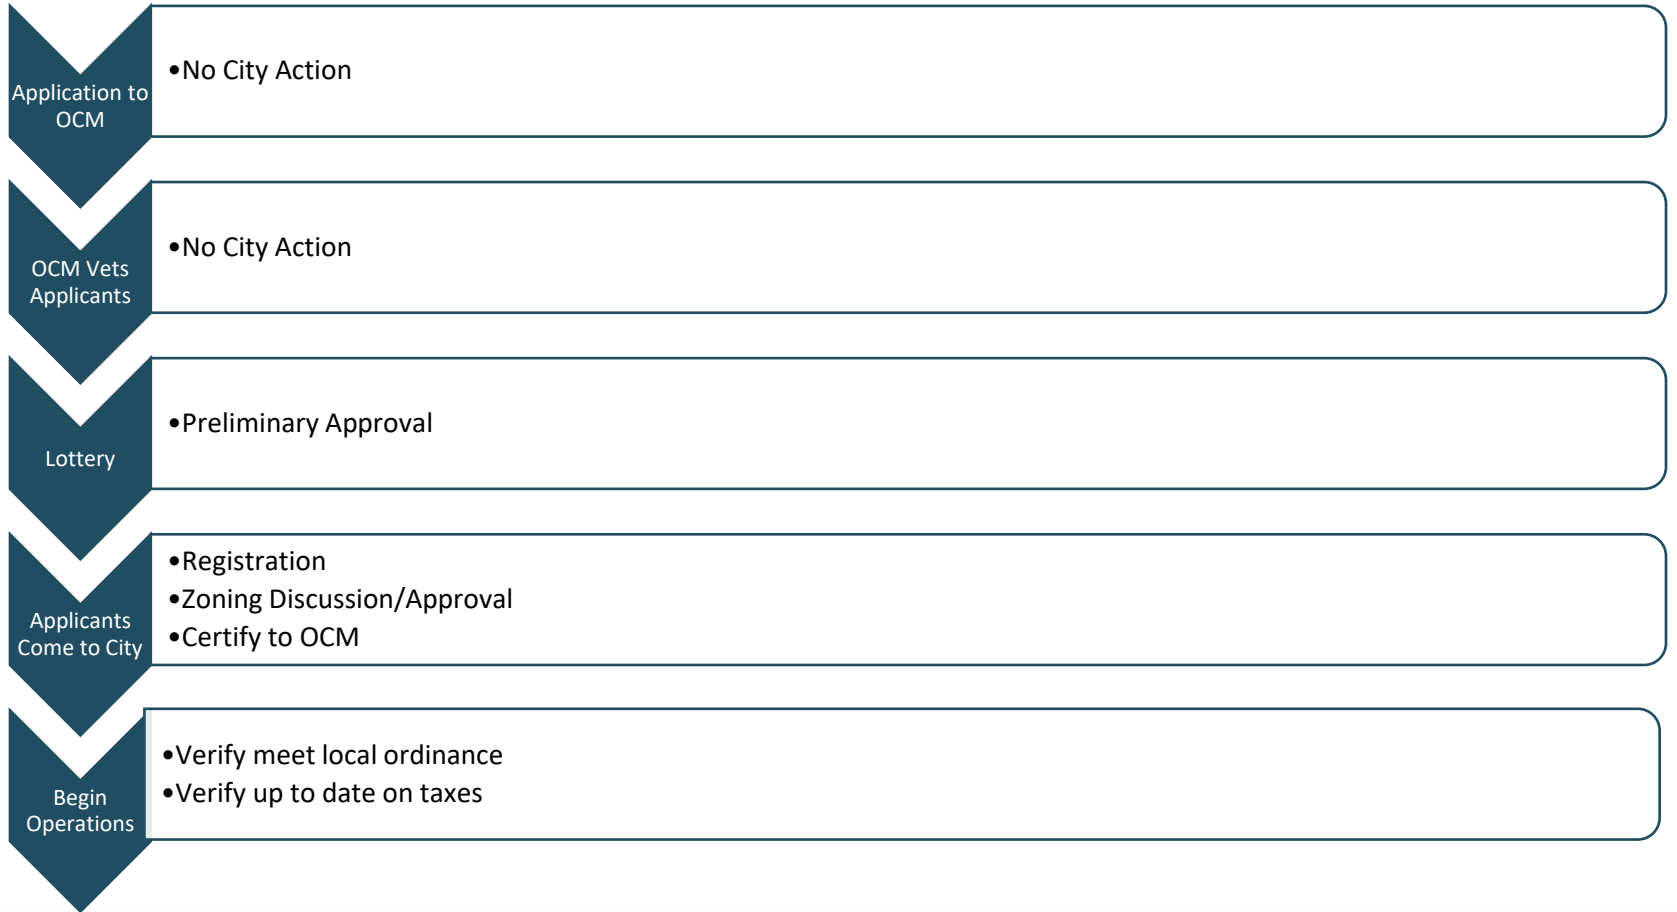 Application to
OCM
•No City Action
OCM Vets
Applicants
•No City Action
Lottery
•Preliminary Approval
Applicants
Come to City
•Registration
•Zoning Discussion/Approval
•Certify to OCM
Begin
Operations
•Verify meet local ordinance
•Verify up to date on taxes